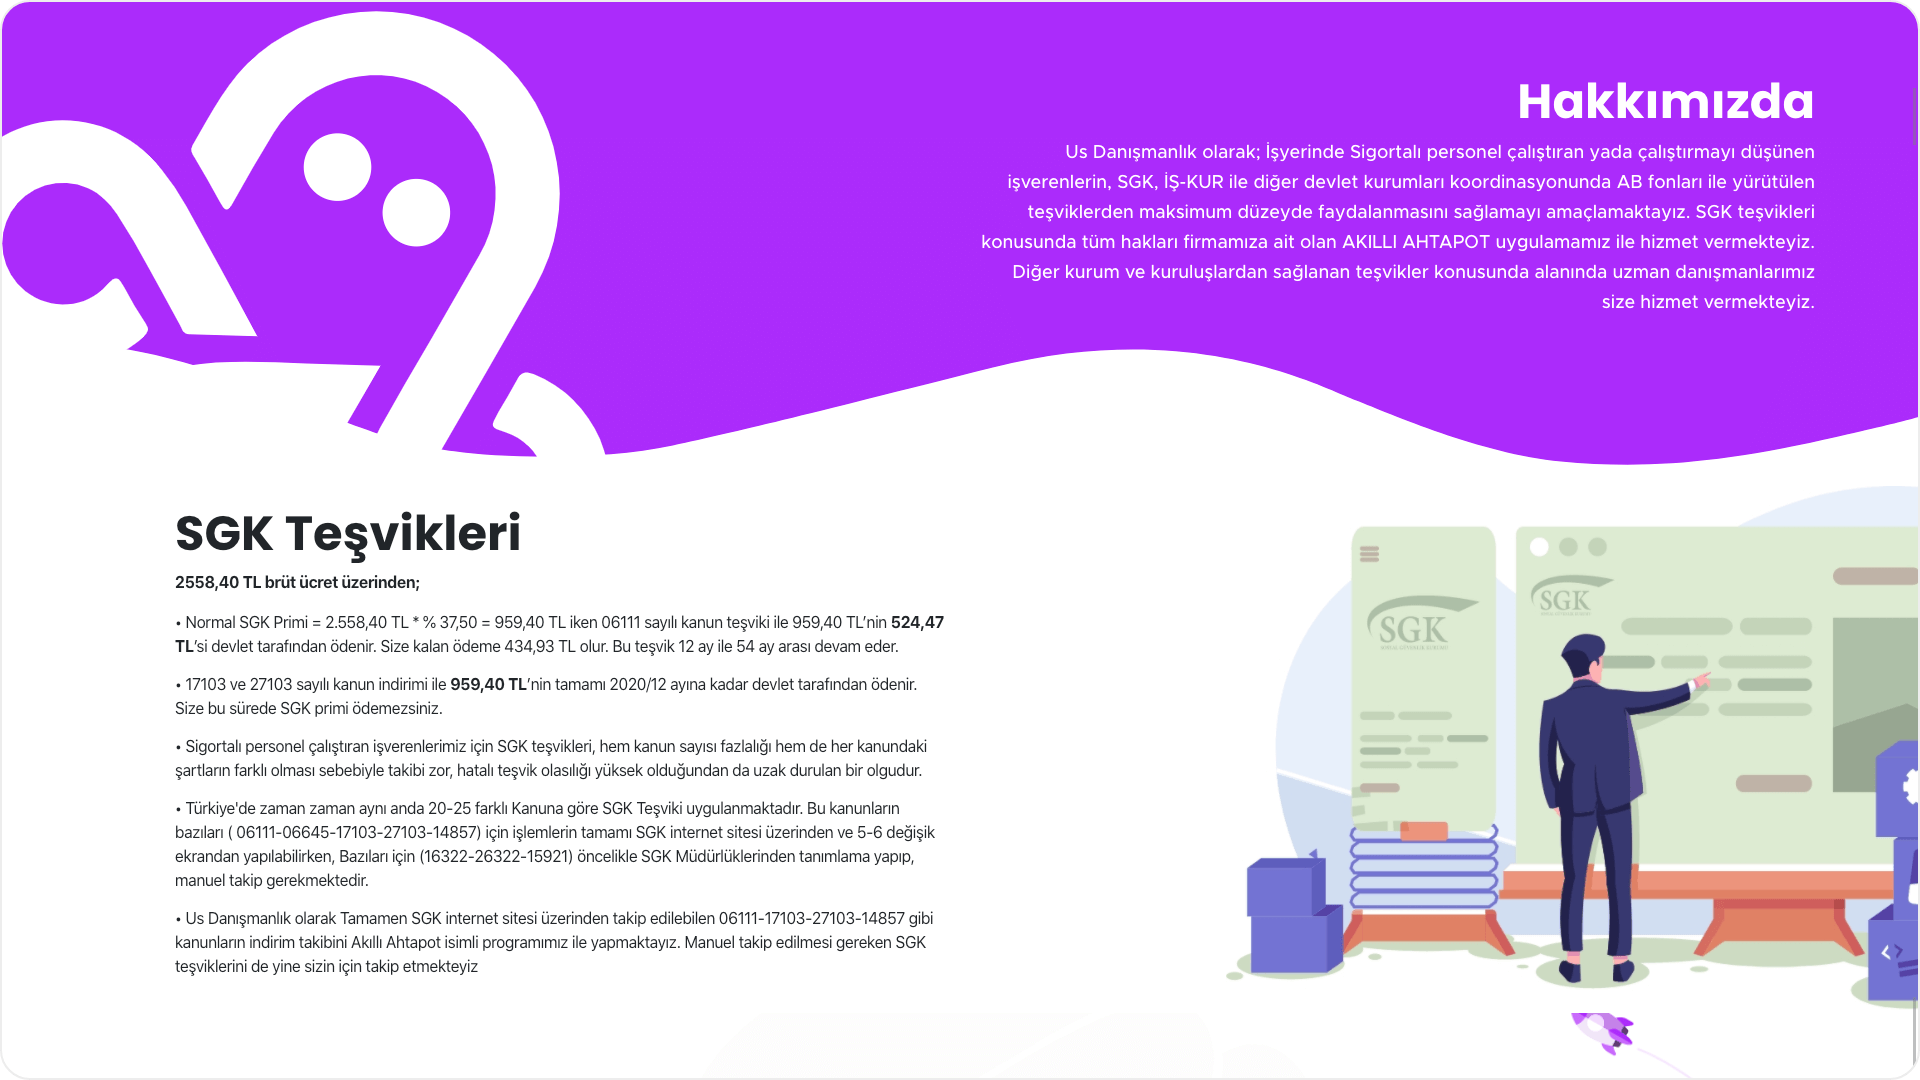 Hakkımızda
Us Danışmanlık olarak; İşyerinde Sigortalı personel çalıştıran yada çalıştırmayı düşünen
işverenlerin, SGK, İŞ-KUR ile diğer devlet kurumları koordinasyonunda AB fonları ile yürütülen
teşviklerden maksimum düzeyde faydalanmasını sağlamayı amaçlamaktayız. SGK teşvikleri
konusunda tüm hakları firmamıza ait olan AKILLI AHTAPOT uygulamamız ile hizmet vermekteyiz.
Diğer kurum ve kuruluşlardan sağlanan teşvikler konusunda alanında uzman danışmanlarımız
size hizmet vermekteyiz.
SGK Teşvikleri
2558,40 TL brüt ücret üzerinden;
• Normal SGK Primi = 2.558,40 TL * % 37,50 = 959,40 TL iken 06111 sayılı kanun teşviki ile 959,40 TL’nin 524,47
TL’si devlet tarafından ödenir. Size kalan ödeme 434,93 TL olur. Bu teşvik 12 ay ile 54 ay arası devam eder.
• 17103 ve 27103 sayılı kanun indirimi ile 959,40 TL’nin tamamı 2020/12 ayına kadar devlet tarafından ödenir.
Size bu sürede SGK primi ödemezsiniz.
• Sigortalı personel çalıştıran işverenlerimiz için SGK teşvikleri, hem kanun sayısı fazlalığı hem de her kanundaki
şartların farklı olması sebebiyle takibi zor, hatalı teşvik olasılığı yüksek olduğundan da uzak durulan bir olgudur.
• Türkiye'de zaman zaman aynı anda 20-25 farklı Kanuna göre SGK Teşviki uygulanmaktadır. Bu kanunların
bazıları ( 06111-06645-17103-27103-14857) için işlemlerin tamamı SGK internet sitesi üzerinden ve 5-6 değişik
ekrandan yapılabilirken, Bazıları için (16322-26322-15921) öncelikle SGK Müdürlüklerinden tanımlama yapıp,
manuel takip gerekmektedir.
• Us Danışmanlık olarak Tamamen SGK internet sitesi üzerinden takip edilebilen 06111-17103-27103-14857 gibi
kanunların indirim takibini Akıllı Ahtapot isimli programımız ile yapmaktayız. Manuel takip edilmesi gereken SGK
teşviklerini de yine sizin için takip etmekteyiz
SGK
SGK